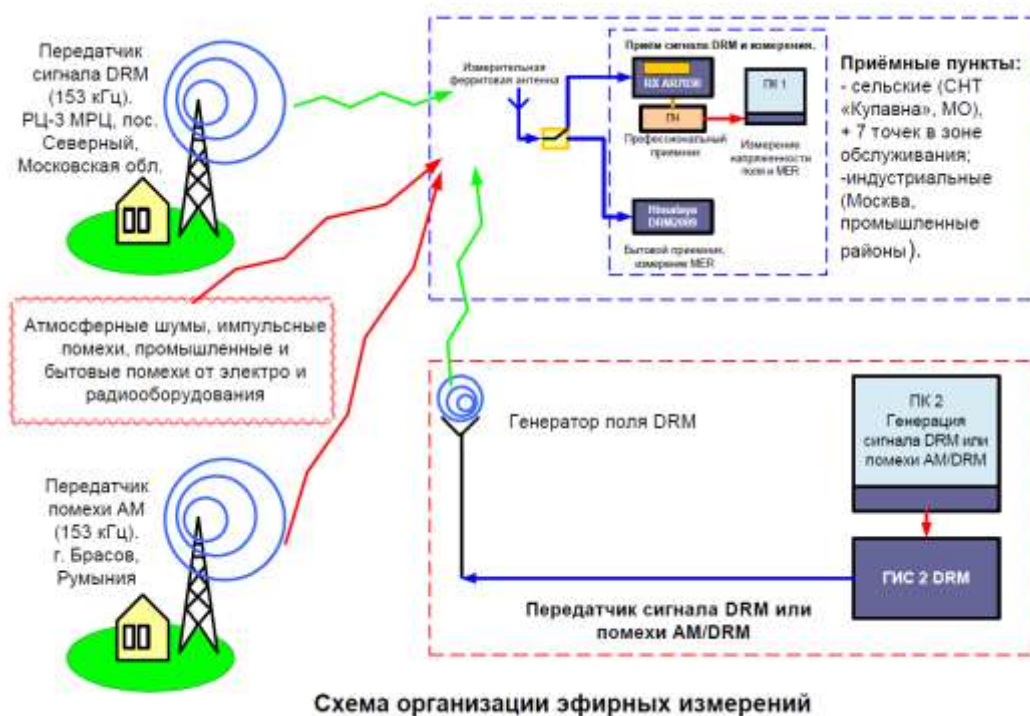 Передатчик
сигнала DRM
(153 кГц).
РЦ-3 МРЦ, пос.
Северный,
Московская обл.
Атмосферные шумы, импульсные
помехи, промышленные и
бытовые помехи от электро и
радиооборудования
Передатчик
помехи АМ
(153 кГц).
г. Брасов,
Румыния
Измерительная
ферритовая антенна
Приём сигнала DRM и измерения.
RX AR7030
ПЧ
Профессиональный
приемник
ПК 1
Измерение
напряженности
поля и MER
Himalaya
DRM2009
Бытовой приемник,
измерение MER
Приёмные пункты:
- сельские (СНТ
«Купавна», МО),
+ 7 точек в зоне
обслуживания;
-индустриальные
(Москва,
промышленные
районы).
Генератор поля DRM
ПК 2
Генерация
сигнала DRM или
помехи AM/DRM
ГИС 2 DRM
Передатчик сигнала DRM или
помехи AM/DRM
Схема организации эфирных измерений